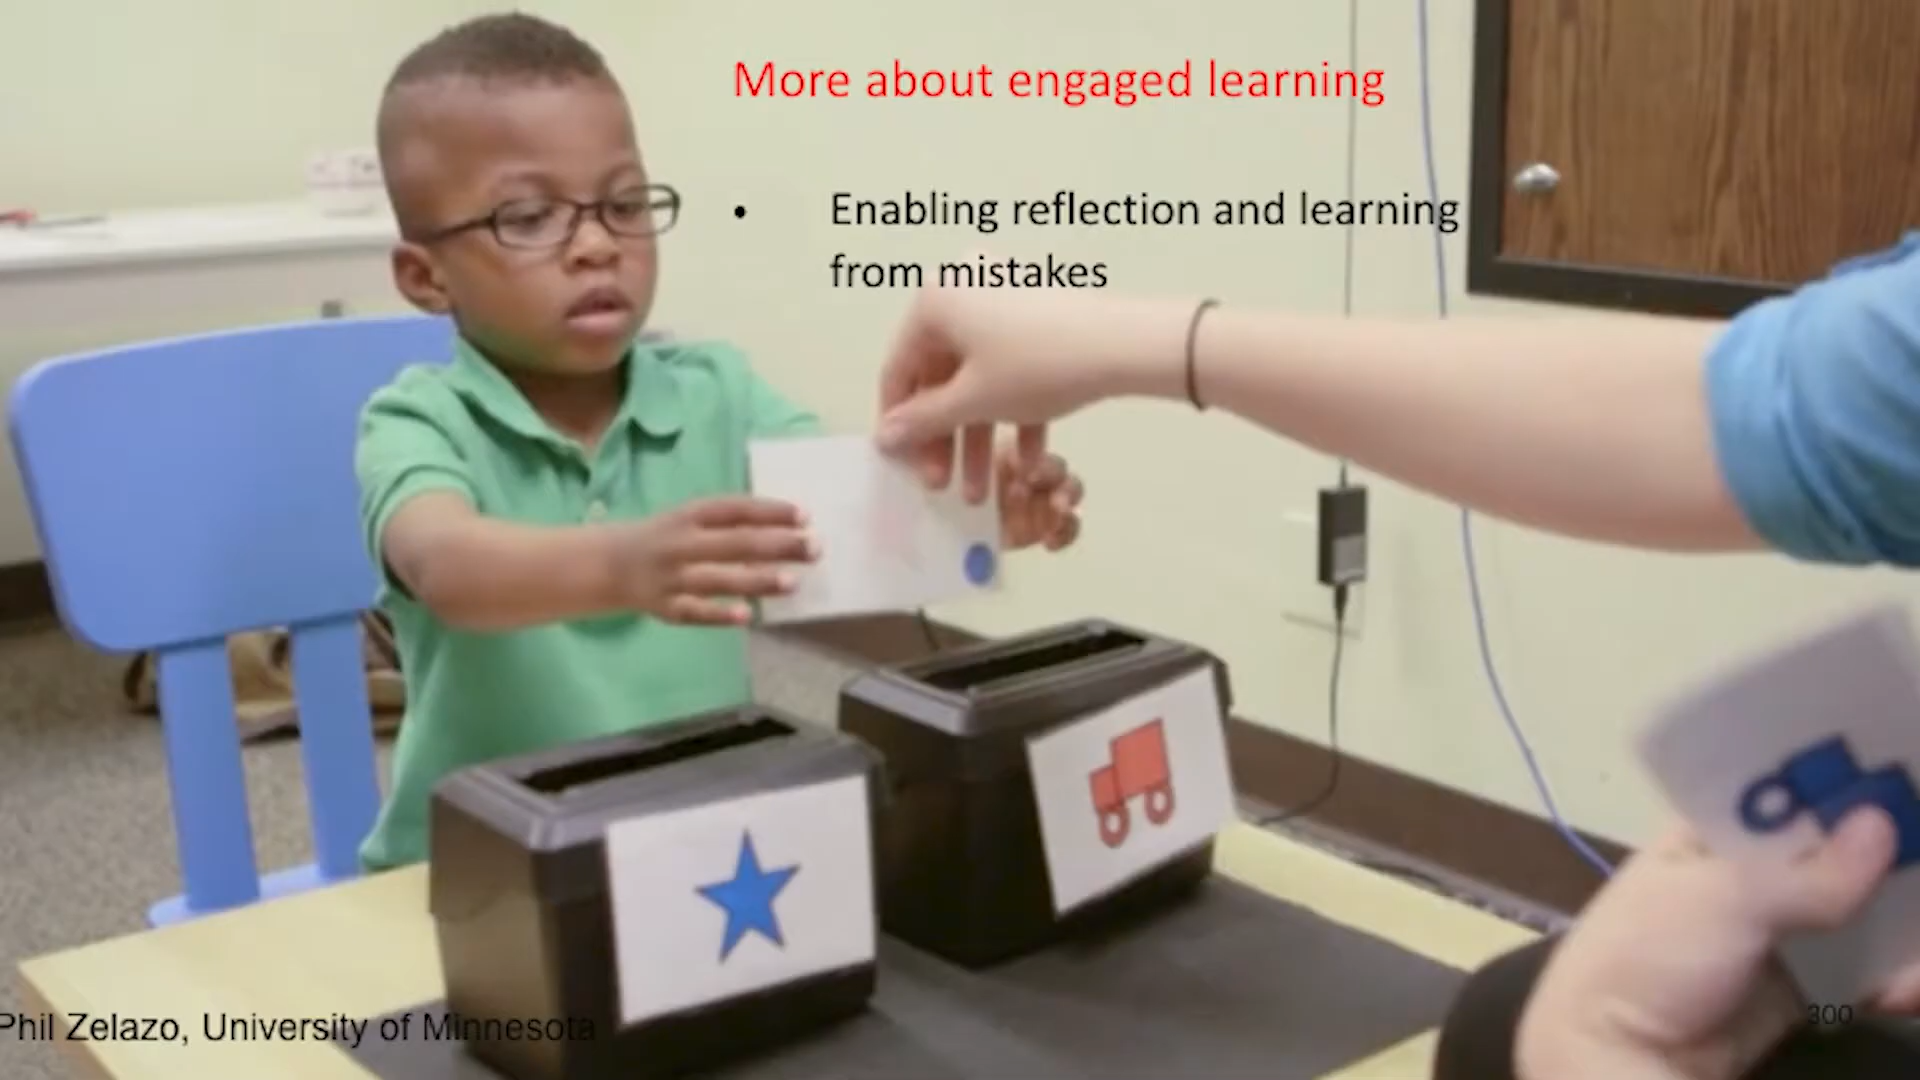 More about engaged learning
• Enabling reflection and learning
from mistakes
Phil Zelazo, University of Minnesota
300